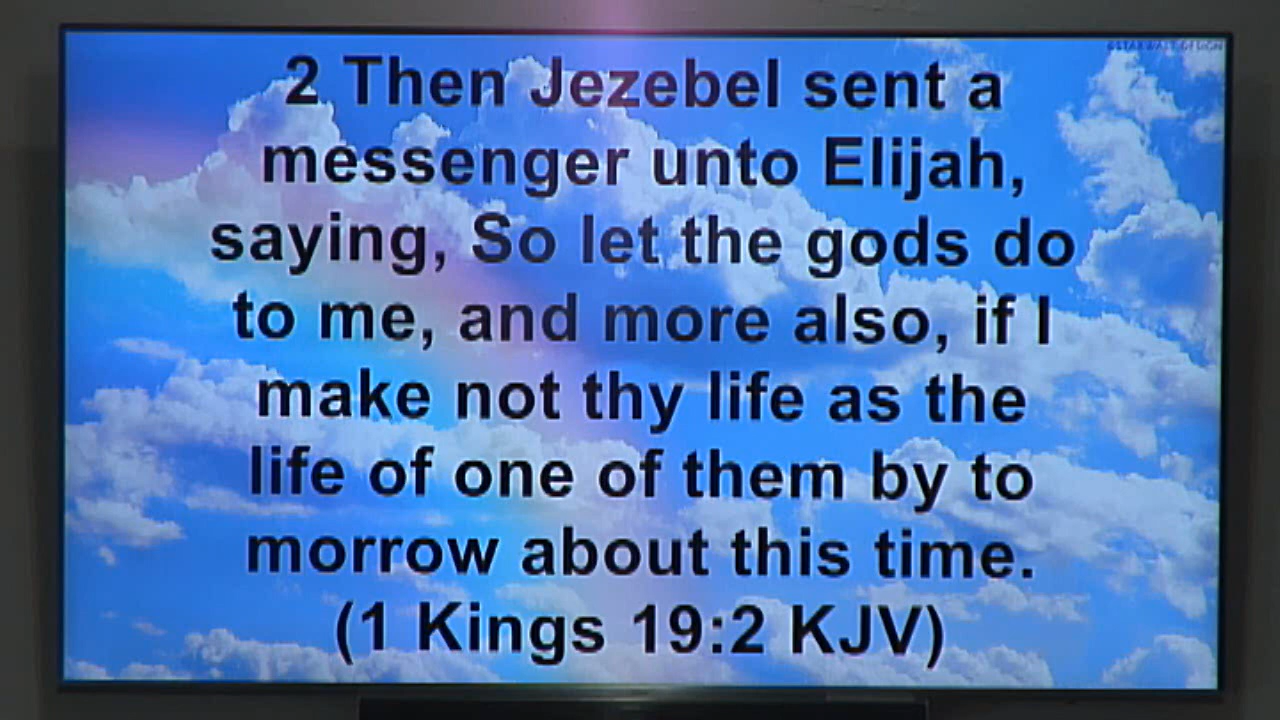 ©STARWALT DESIGN
2 Then Jezebel sent a
messenger unto Elijah,
saying, So let the gods do
to me, and more also, if I
make not thy life as the
life of one of them by to
morrow about this time.
(1 Kings 19:2 KJV)